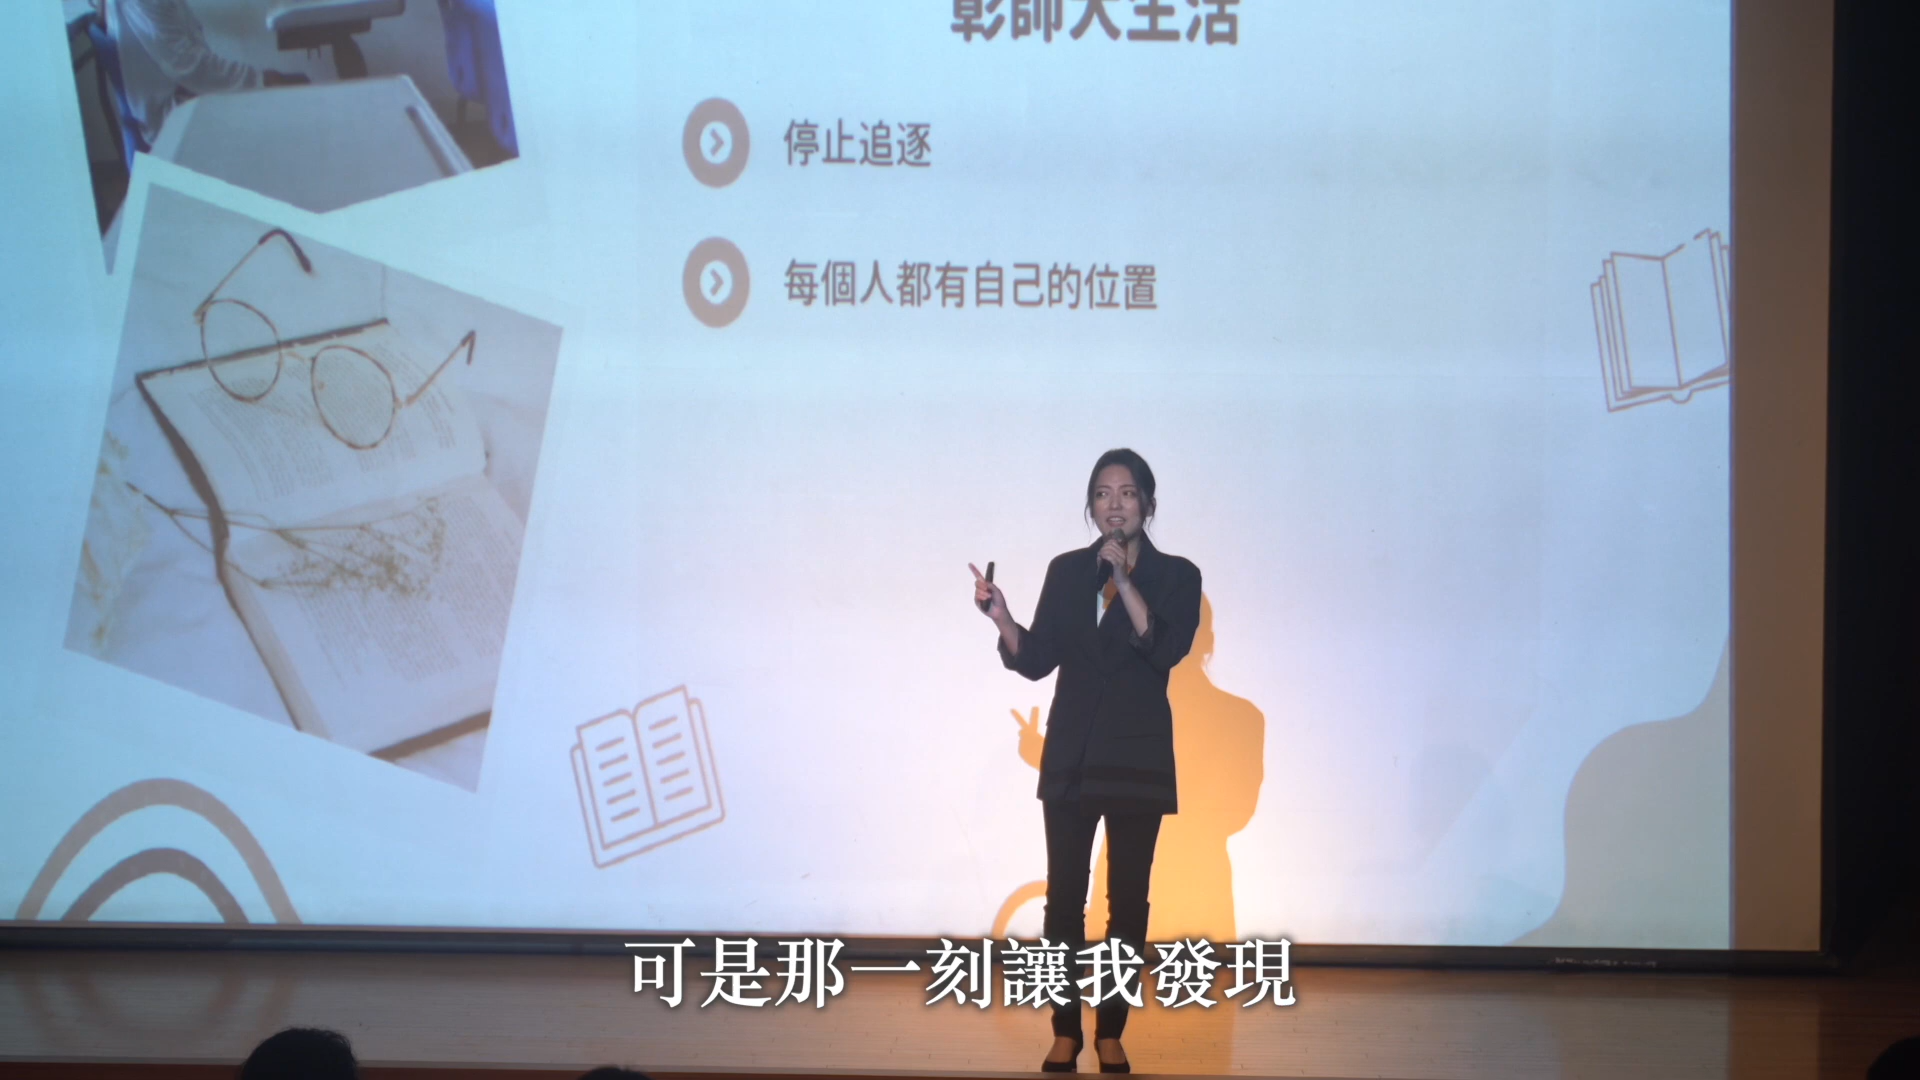 彰師大生活
停止追逐
每個人都有自己的位置
可是那一刻讓我發現